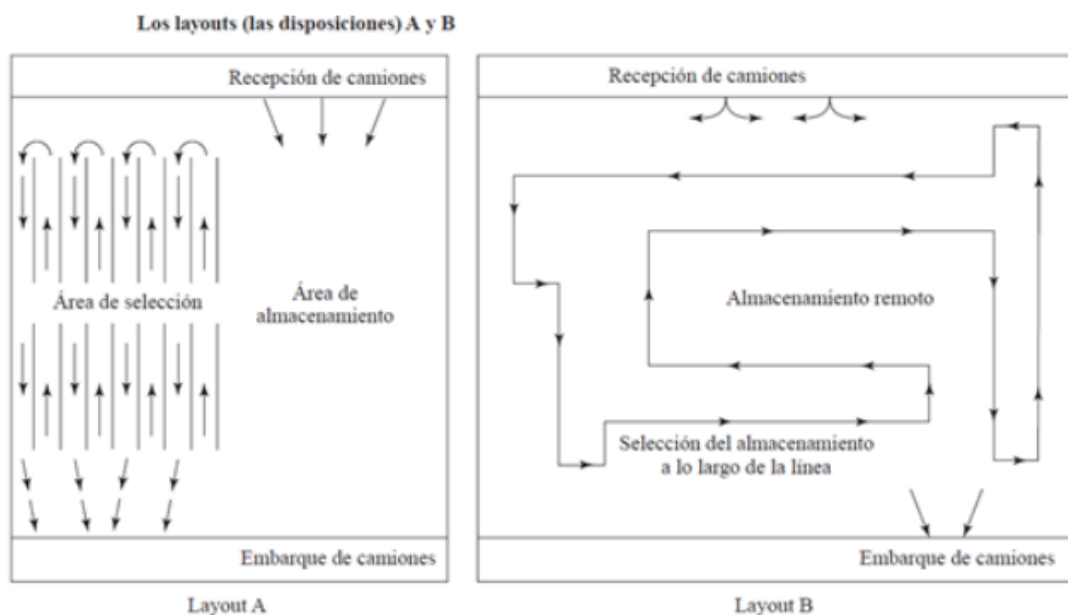 Los layouts (las disposiciones) A y B
Recepción de camiones
Área de selección
Área de
almacenamiento
Embarque de camiones
Layout A
Recepción de camiones
Almacenamiento remoto
Selección del almacenamiento
a lo largo de la línea
Embarque de camiones
Layout B